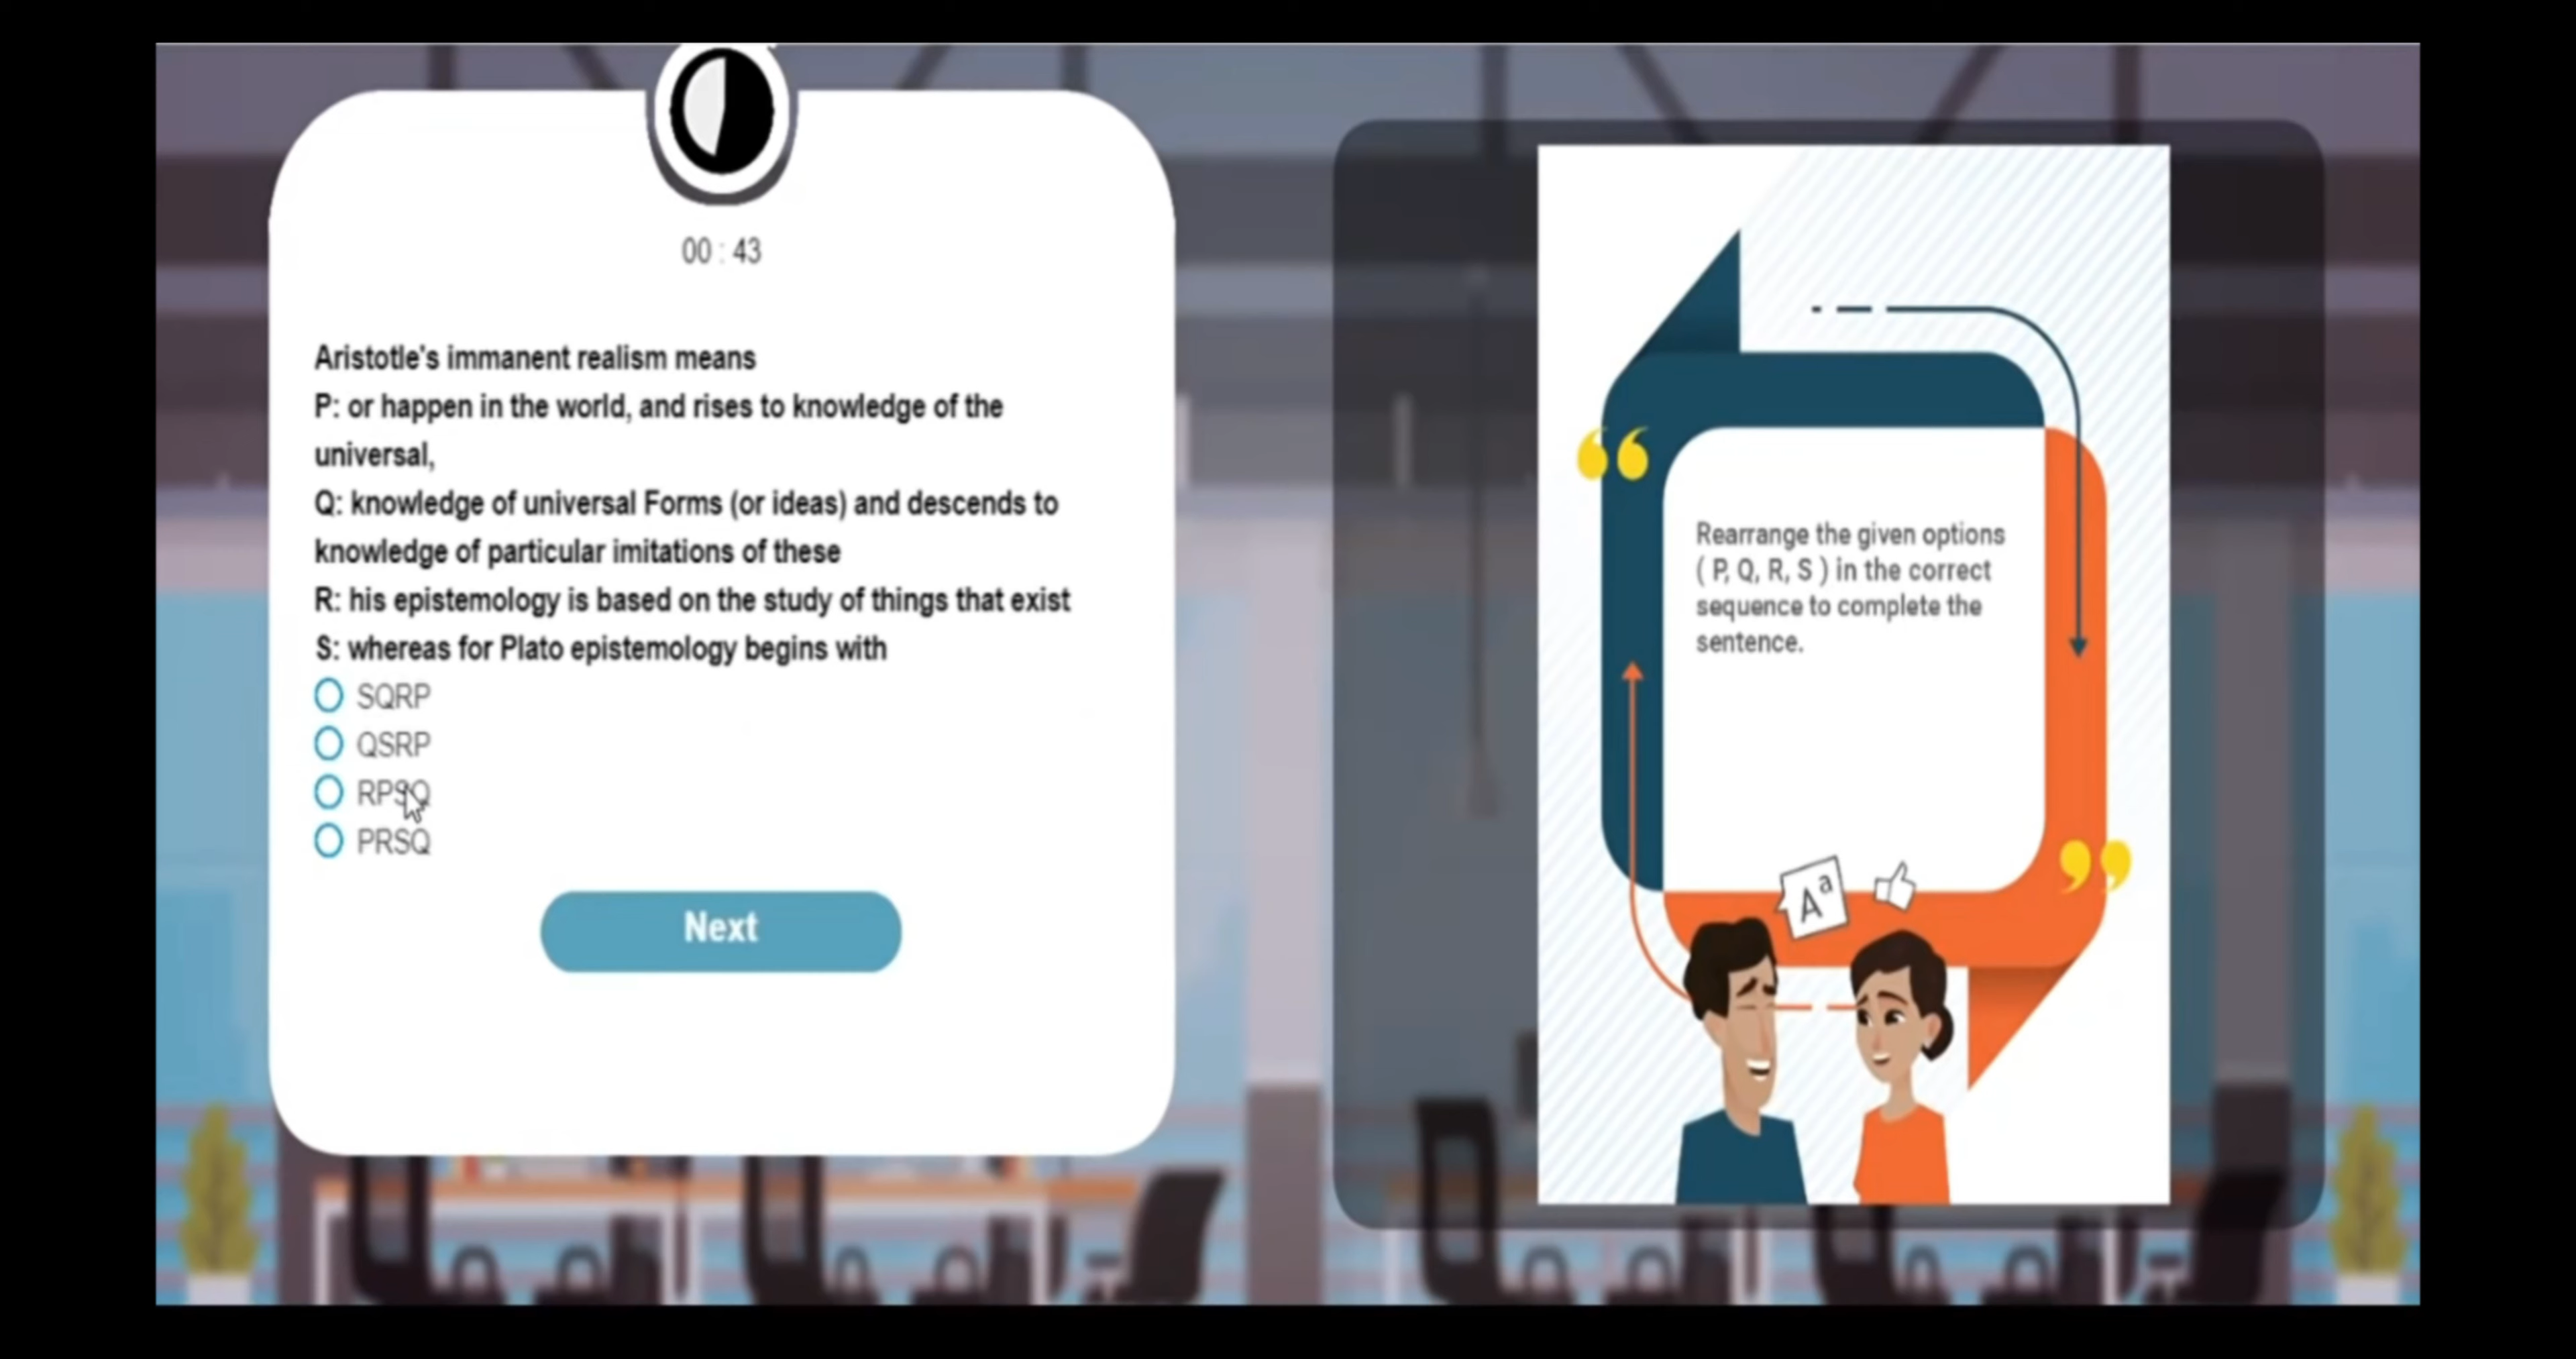 00 : 43
Aristotle's immanent realism means
P: or happen in the world, and rises to knowledge of the
universal,
Q: knowledge of universal Forms (or ideas) and descends to
knowledge of particular imitations of these
R: his epistemology is based on the study of things that exist
S: whereas for Plato epistemology begins with
SQRP
QSRP
RPSQ
PRSQ
Next
“
Rearrange the given options
( P, Q, R, S ) in the correct
sequence to complete the
sentence.
”
Aa